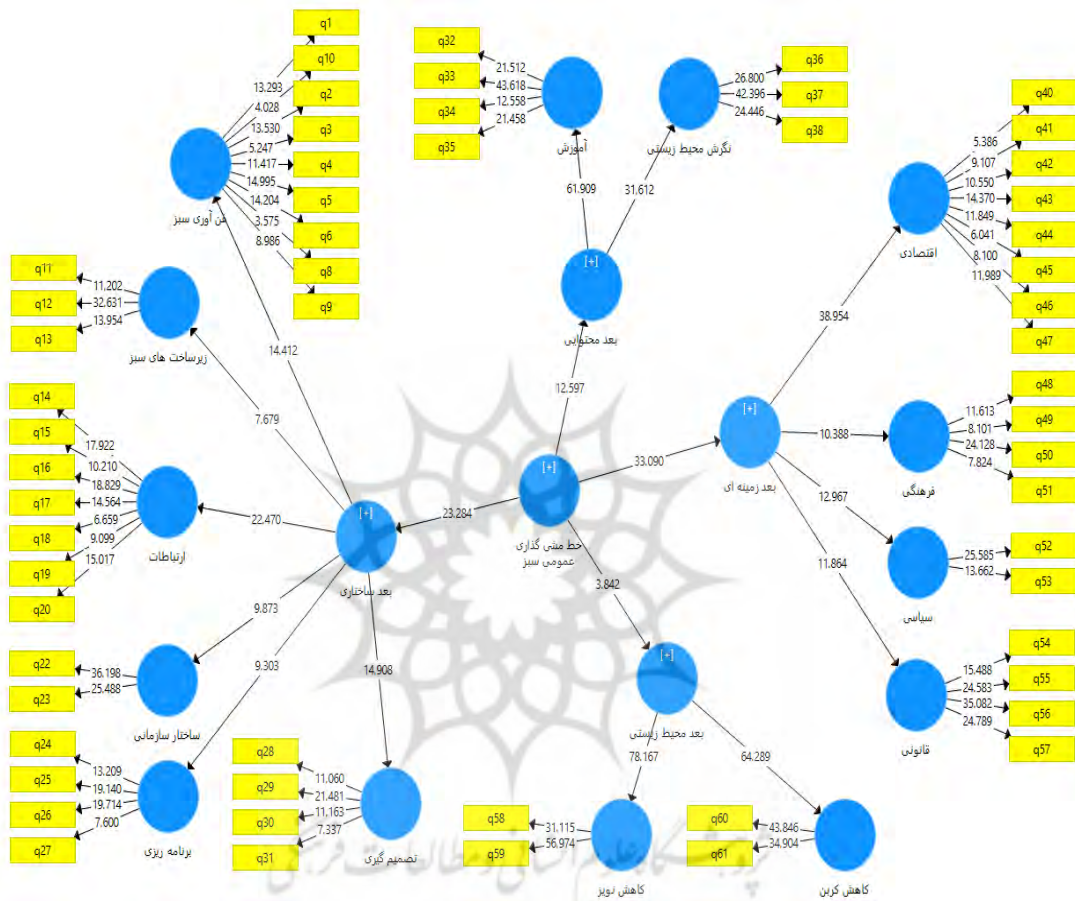 q1
q10
q2
q3
q4
q5
q6
q8
q9
13.293
4.028
13.530
5.247
11.417
14.995
14.204
3.575
8.986
فن آوری سبز
q11
q12
q13
11.202
32.631
13.954
زیرساخت های سبز
q14
q15
q16
q17
q18
q19
q20
17.922
10.210
18.829
14.564
6.659
9.099
15.017
ارتباطات
q22
q23
36.198
25.488
ساختار سازمانی
q24
q25
q26
q27
13.209
19.140
19.714
7.600
برنامه ریزی
q28
q29
q30
q31
11.060
21.481
11.163
7.337
تصمیم گیری
14.412
7.679
22.470
9.873
9.303
14.908
[+]
بعد ساختاری
q32
q33
q34
q35
21.512
43.618
12.558
21.458
آموزش
q36
q37
q38
26.800
42.396
24.446
نگرش محیط زیستی
61.909
31.612
[+]
بعد محتوایی
12.597
33.090
23.284
3.842
[+]
خط مشی گذاری
عمومی سبز
q40
q41
q42
q43
q44
q45
q46
q47
5.386
9.107
10.550
14.370
11.849
6.041
8.100
11.989
اقتصادی
q48
q49
q50
q51
11.613
8.101
24.128
7.824
فرهنگی
q52
q53
25.585
13.662
سیاسی
q54
q55
q56
q57
15.488
24.583
35.082
24.789
قانونی
38.954
10.388
12.967
11.864
[+]
بعد زمینه ای
[+]
بعد محیط زیستی
78.167
64.289
q58
q59
31.115
56.974
کاهش نویز
q60
q61
43.846
34.904
کاهش کربن
پژوهشگاه علوم انسانی و مطالعات فرهنگی